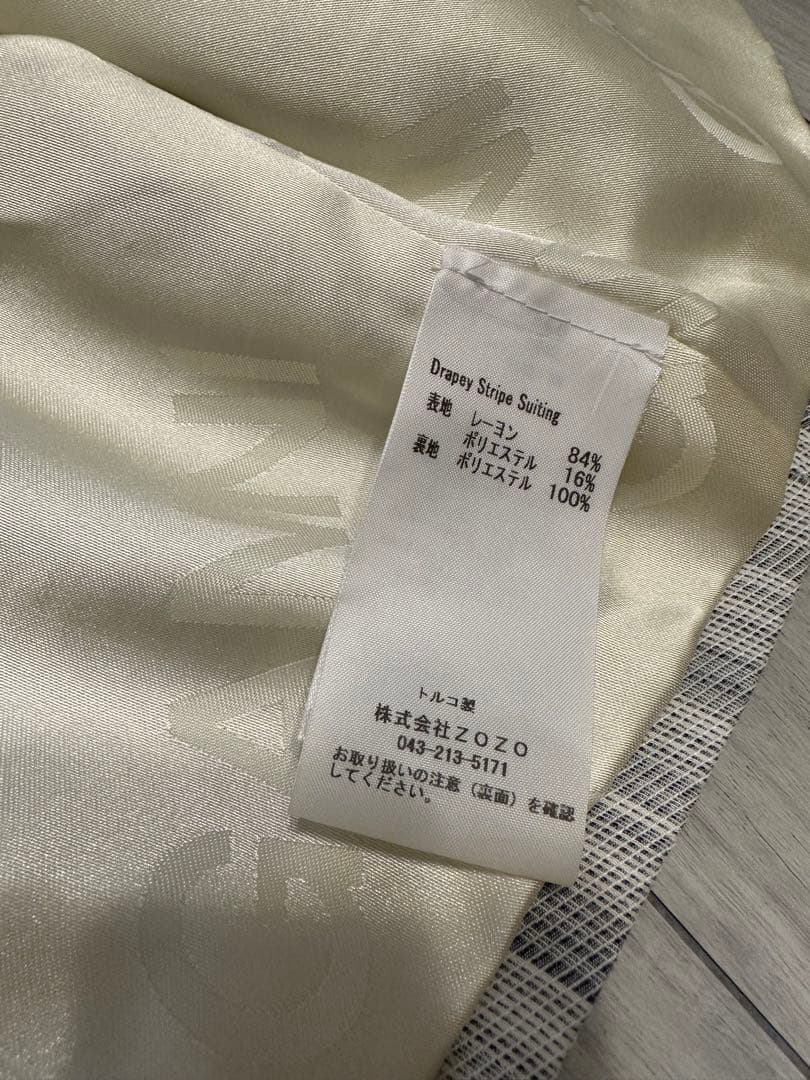 Drapey Stripe Suiting
表地 レーヨン 84%
ポリエステル 16%
裏地 ポリエステル 100%
トルコ製
株式会社ZOZO
043-213-5171
お取り扱いの注意(裏面)を確認
してください。